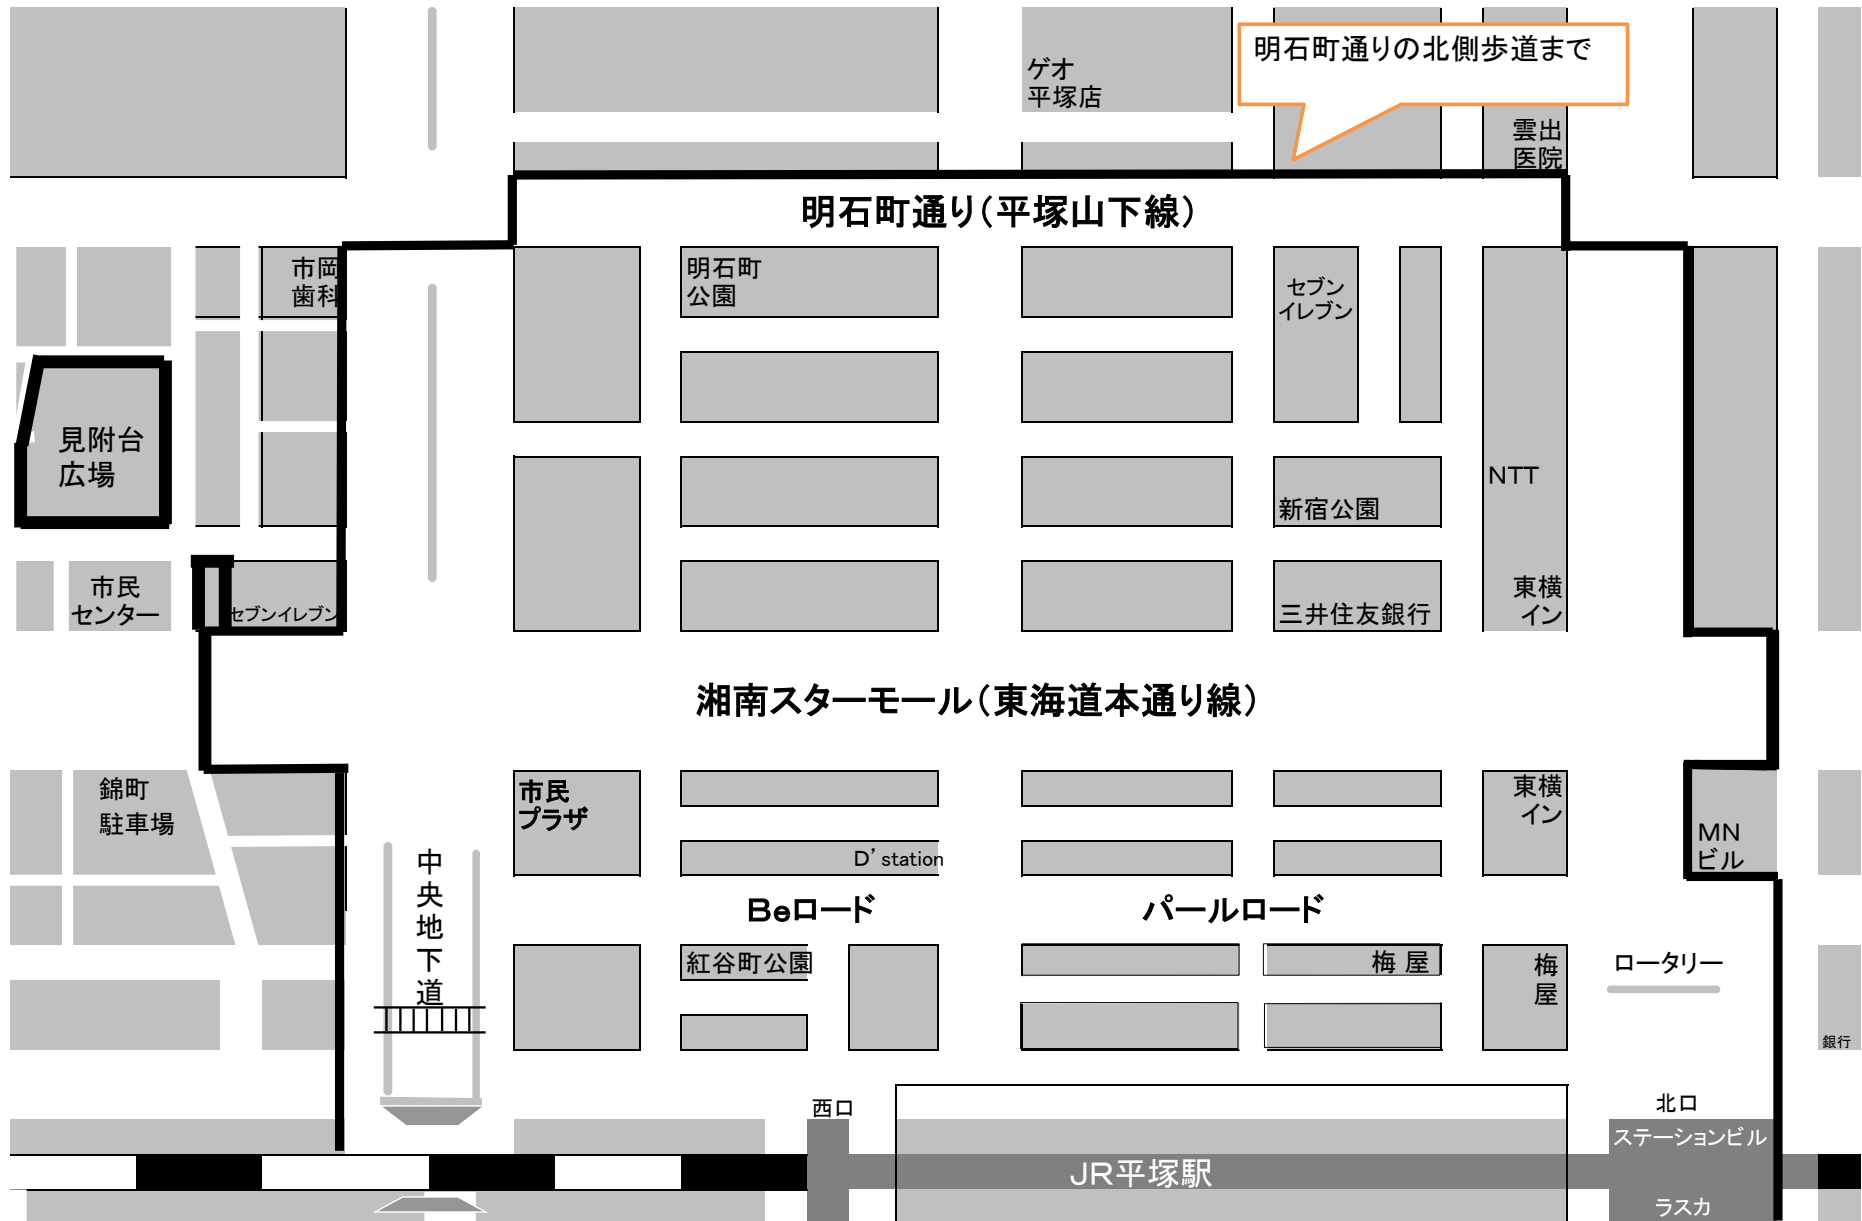 明石町通りの北側歩道まで
ゲオ
平塚店
雲出
医院
明石町通り(平塚山下線)
市岡
歯科
明石町
公園
セブン
イレブン
見附台
広場
NTT
新宿公園
市民
センター
セブンイレブン
三井住友銀行
東横
イン
湘南スターモール(東海道本通り線)
錦町
駐車場
市民
プラザ
東横
イン
MN
ビル
D’station
中央地下道
Beロード
パールロード
紅谷町公園
梅屋
梅屋
ロータリー
銀行
西口
北口
ステーションビル
JR平塚駅
ラスカ